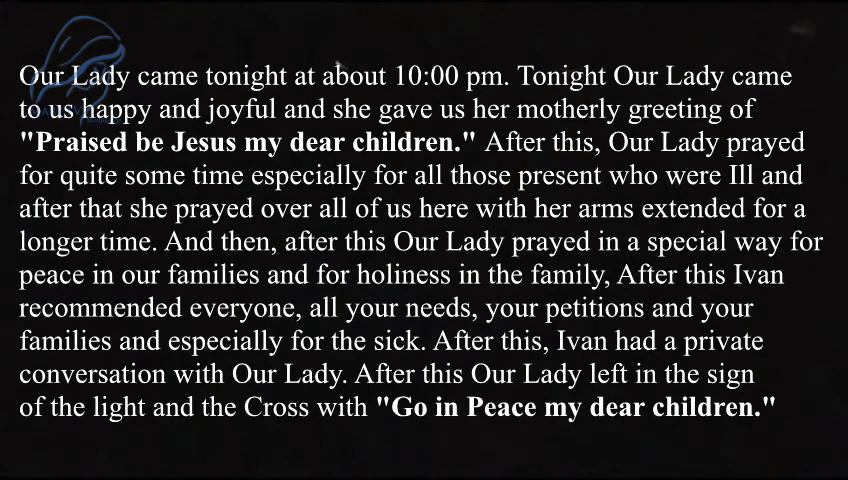 Our Lady came tonight at about 10:00 pm. Tonight Our Lady came
to us happy and joyful and she gave us her motherly greeting of
"Praised be Jesus my dear children." After this, Our Lady prayed
for quite some time especially for all those present who were Ill and
after that she prayed over all of us here with her arms extended for a
longer time. And then, after this Our Lady prayed in a special way for
peace in our families and for holiness in the family, After this Ivan
recommended everyone, all your needs, your petitions and your
families and especially for the sick. After this, Ivan had a private
conversation with Our Lady. After this Our Lady left in the sign
of the light and the Cross with "Go in Peace my dear children."